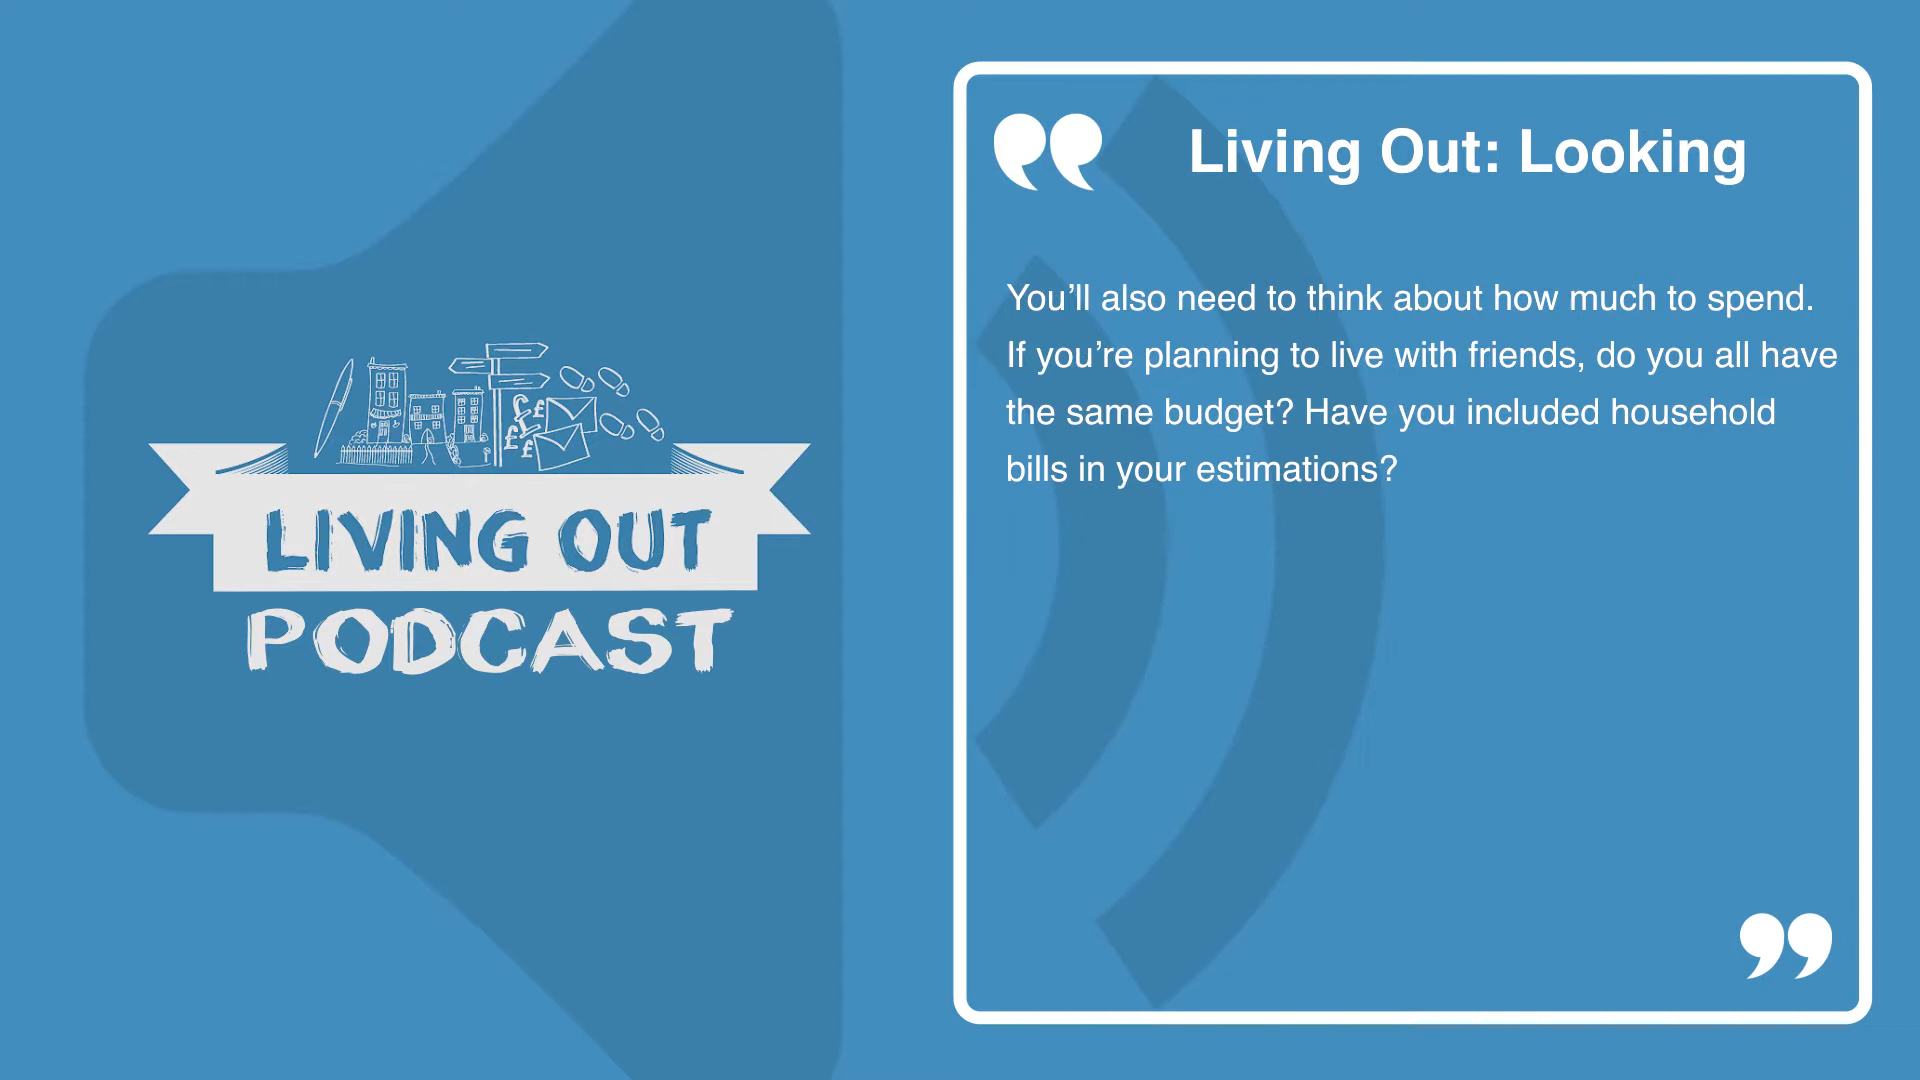 LIVING OUT
PODCAST
Living Out: Looking
You’ll also need to think about how much to spend.
If you’re planning to live with friends, do you all have
the same budget? Have you included household
bills in your estimations?